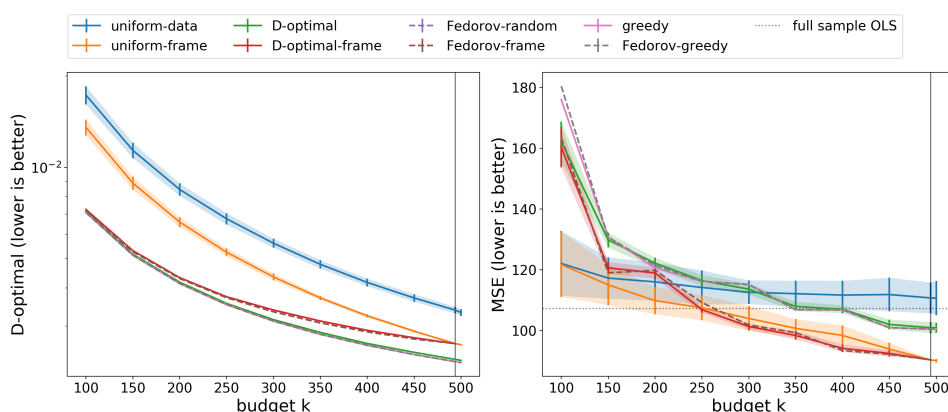 uniform-data D-optimal Fedorov-random greedy full sample OLS
uniform-frame D-optimal-frame Fedorov-frame Fedorov-greedy
D-optimal (lower is better)
10⁻²
100 150 200 250 300 350 400 450 500
budget k
MSE (lower is better)
180
160
140
120
100
100 150 200 250 300 350 400 450 500
budget k